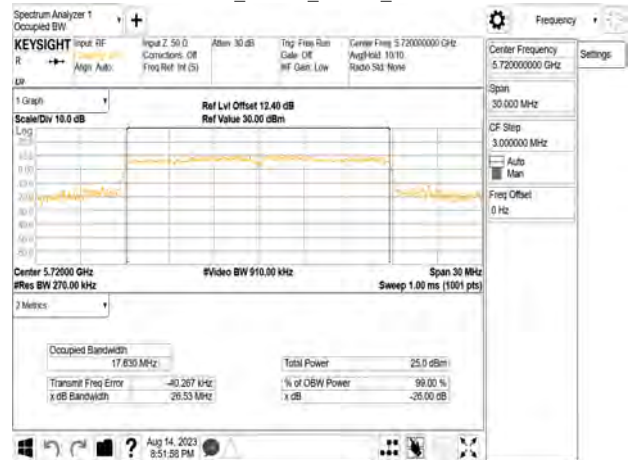 Spectrum Analyzer 1
Occupied BW
Frequency
KEYSIGHT
Input: RF
Align: Auto
Input Z: 50 Ω
Corrections: Off
Freq Ref: Int (S)
Atten: 30 dB
Trig: Free Run
Gate: Off
#IF Gain: Low
Center Freq: 5.720000000 GHz
Avg|Hold: 10/10
Radio Std: None
R
LV
1 Graph
Scale/Div 10.0 dB
Log
Ref Lvl Offset 12.40 dB
Ref Value 30.00 dBm
Center 5.72000 GHz
#Res BW 270.00 kHz
#Video BW 910.00 kHz
Span 30 MHz
Sweep 1.00 ms (1001 pts)
2 Metrics
Occupied Bandwidth
17.630 MHz
Total Power
25.0 dBm
Transmit Freq Error
-40.267 kHz
% of OBW Power
99.00 %
x dB Bandwidth
26.53 MHz
x dB
-26.00 dB
Aug 14, 2023
8:51:58 PM
Center Frequency
5.720000000 GHz
Settings
Span
30.000 MHz
CF Step
3.000000 MHz
Auto
Man
Freq Offset
0 Hz